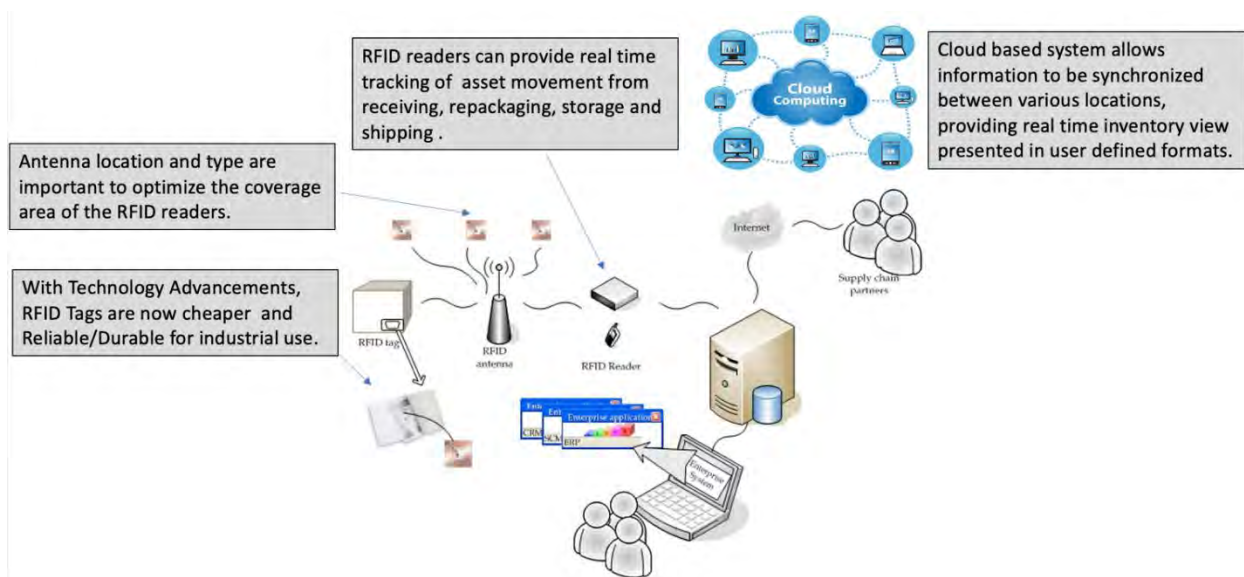 RFID readers can provide real time
tracking of asset movement from
receiving, repackaging, storage and
shipping .
Cloud
Computing
Cloud based system allows
information to be synchronized
between various locations,
providing real time inventory view
presented in user defined formats.
Antenna location and type are
important to optimize the coverage
area of the RFID readers.
Internet
Supply chain
partners
With Technology Advancements,
RFID Tags are now cheaper and
Reliable/Durable for industrial use.
RFID tag
RFID
antenna
RFID Reader
Enterprise application
CRM
SCM
ERP
Enterprise
System